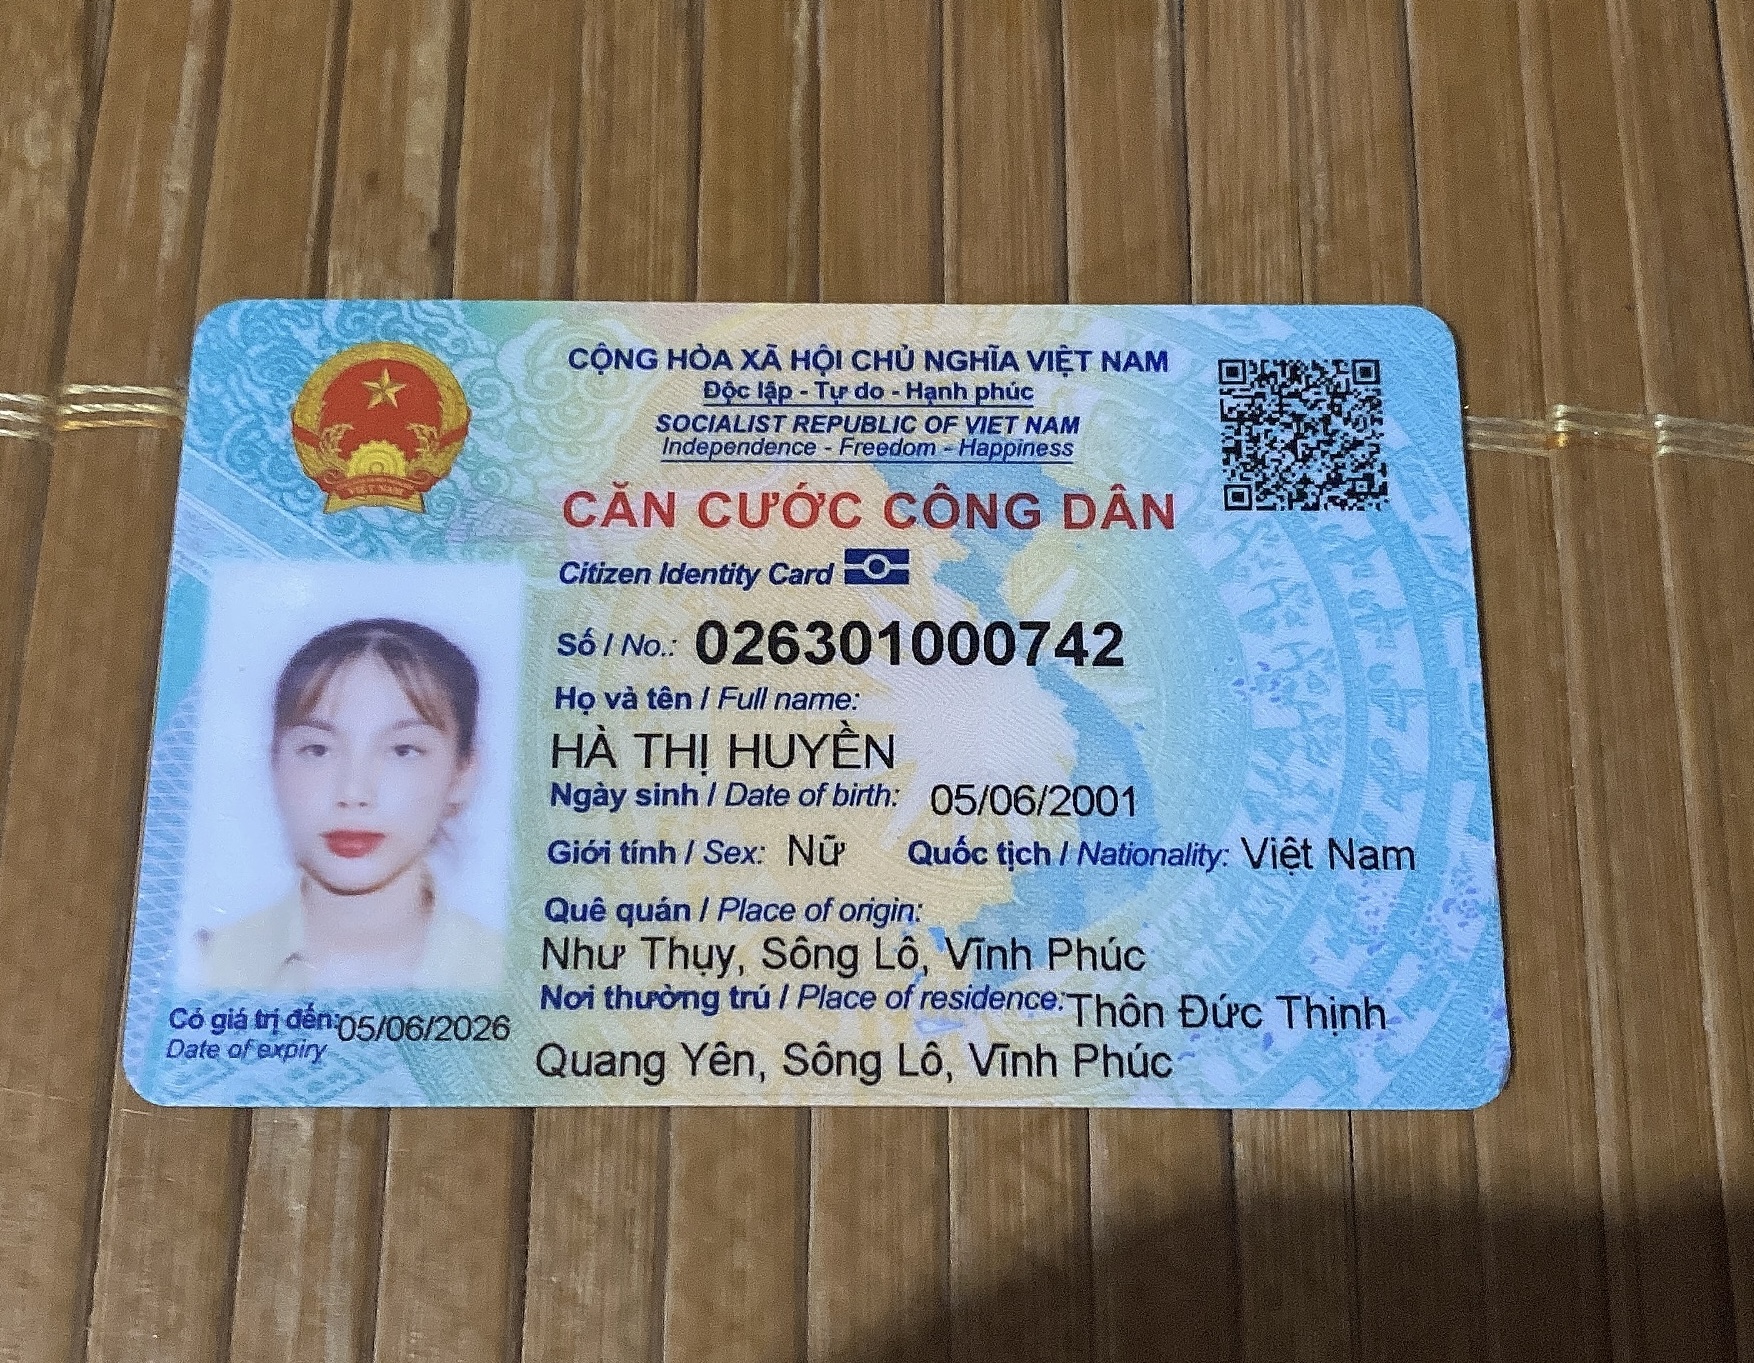 CỘNG HÒA XÃ HỘI CHỦ NGHĨA VIỆT NAM
Độc lập - Tự do - Hạnh phúc
SOCIALIST REPUBLIC OF VIET NAM
Independence - Freedom - Happiness
CĂN CƯỚC CÔNG DÂN
Citizen Identity Card
Số / No.: 026301000742
Họ và tên / Full name:
HÀ THỊ HUYỀN
Ngày sinh / Date of birth: 05/06/2001
Giới tính / Sex: Nữ Quốc tịch / Nationality: Việt Nam
Quê quán / Place of origin:
Như Thụy, Sông Lô, Vĩnh Phúc
Nơi thường trú / Place of residence: Thôn Đức Thịnh
Quang Yên, Sông Lô, Vĩnh Phúc
Có giá trị đến: 05/06/2026
Date of expiry
VIỆT NAM